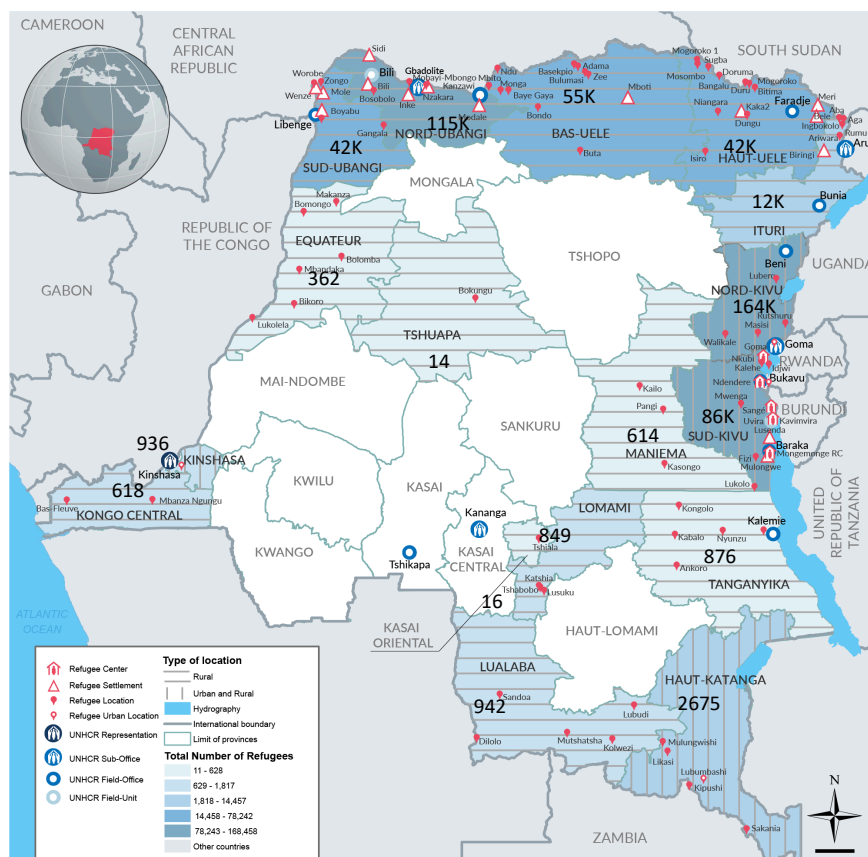 CAMEROON
CENTRAL
AFRICAN
REPUBLIC
SOUTH SUDAN
Sidi
Worobe
Zongo
Wenze
Mole
Bili
Bili
Bosobolo
Boyabu
Libenge
Gbadolite
Mobayi-Mbongo
Mbito
Inke
Nzakara
Kanzawi
Ndu
Monga
Baye Gaya
Gangala
115K
NORD-UBANGI
42K
SUD-UBANGI
Basekpio
Adama
Bulumasi
Zee
55K
Mboti
Bondo
BAS-UELE
Buta
Mogoroko 1
Sugba
Mosombo
Doruma
Bangalu
Duru
Mogoroko
Bitima
Niangara
Kaka2
Dungu
Faradje
Meri
Bele
Aba
Aga
Ingbokolo
Rumu
Ariwara
Aru
Biringi
Isiro
42K
HAUT-UELE
12K
Bunia
ITURI
MONGALA
Makanza
Bomongo
REPUBLIC OF
THE CONGO
EQUATEUR
Bolomba
Mbandaka
362
Bikoro
Lukolela
GABON
TSHOPO
Bokungu
TSHUAPA
14
Beni
UGANDA
Lubero
NORD-KIVU
164K
Rutshuru
Masisi
Walikale
Goma
Goma
Nkubi
Kalehe
Idjwi
RWANDA
Ndendere
Bukavu
Mwenga
Sange
BURUNDI
Uvira
Kavimvira
86K
SUD-KIVU
Lusenda
Baraka
Fizi
Mongemonge RC
Mulongwe
Lukolo
MAI-NDOMBE
Kailo
Pangi
614
MANIEMA
Kasongo
SANKURU
936
KINSHASA
Kinshasa
618
Bas-Fleuve
Mbanza Ngungu
KONGO CENTRAL
KWILU
KASAI
KWANGO
Tshikapa
Kananga
KASAI
CENTRAL
LOMAMI
849
Tshiala
Katshia
Tshabobo
Lusuku
16
KASAI
ORIENTAL
Kongolo
Kabalo
Nyunzu
Kalemie
876
Ankoro
TANGANYIKA
UNITED
REPUBLIC OF
TANZANIA
ATLANTIC
OCEAN
HAUT-LOMAMI
LUALABA
Sandoa
942
Lubudi
Dilolo
Mutshatsha
Kolwezi
HAUT-KATANGA
2675
Mulungwishi
Likasi
Lubumbashi
Kipushi
Sakania
ZAMBIA
N
Refugee Center
Refugee Settlement
Refugee Location
Refugee Urban Location
UNHCR Representation
UNHCR Sub-Office
UNHCR Field-Office
UNHCR Field-Unit
Type of location
Rural
Urban and Rural
Hydrography
International boundary
Limit of provinces
Total Number of Refugees
11 - 628
629 - 1,817
1,818 - 14,457
14,458 - 78,242
78,243 - 168,458
Other countries